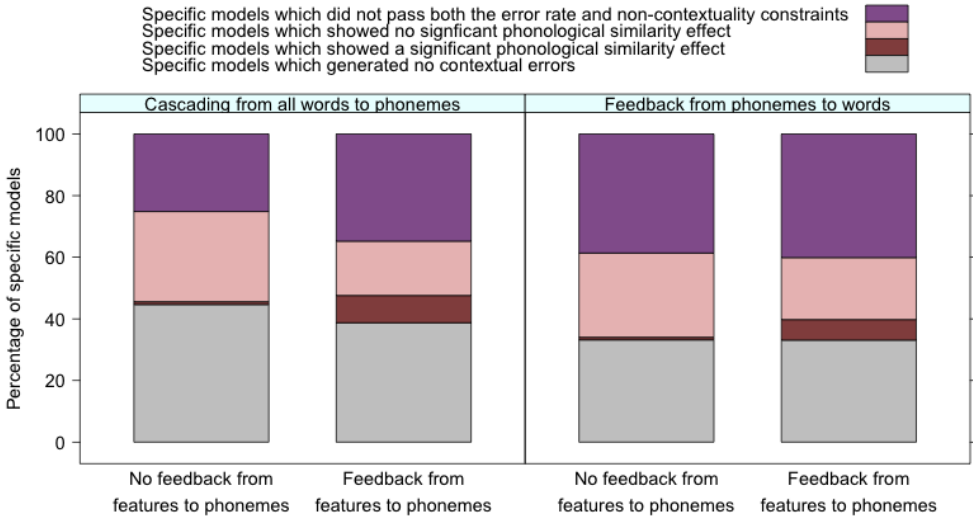 Specific models which did not pass both the error rate and non-contextuality constraints
Specific models which showed no signficant phonological similarity effect
Specific models which showed a significant phonological similarity effect
Specific models which generated no contextual errors
Cascading from all words to phonemes
Feedback from phonemes to words
Percentage of specific models
100
80
60
40
20
0
No feedback from
features to phonemes
Feedback from
features to phonemes
No feedback from
features to phonemes
Feedback from
features to phonemes